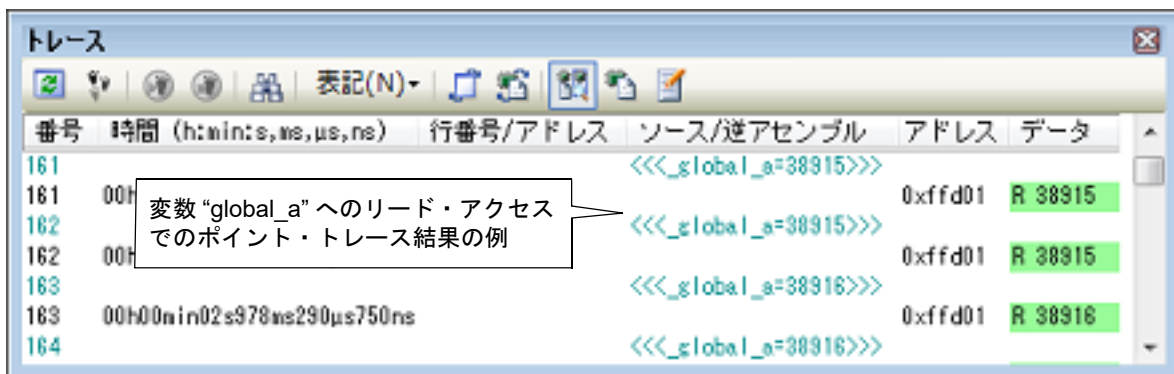 トレース
表記(N)
番号 時間 (h:min:s,ms,μs,ns) 行番号/アドレス ソース/逆アセンブル アドレス データ
161 <<<_global_a=38915>>>
161 00h 0xffd01 R 38915
162 <<<_global_a=38915>>>
162 00h 0xffd01 R 38915
変数 “global_a” へのリード・アクセス
でのポイント・トレース結果の例
163 <<<_global_a=38916>>>
163 00h00min02s978ms290μs750ns 0xffd01 R 38916
164 <<<_global_a=38916>>>